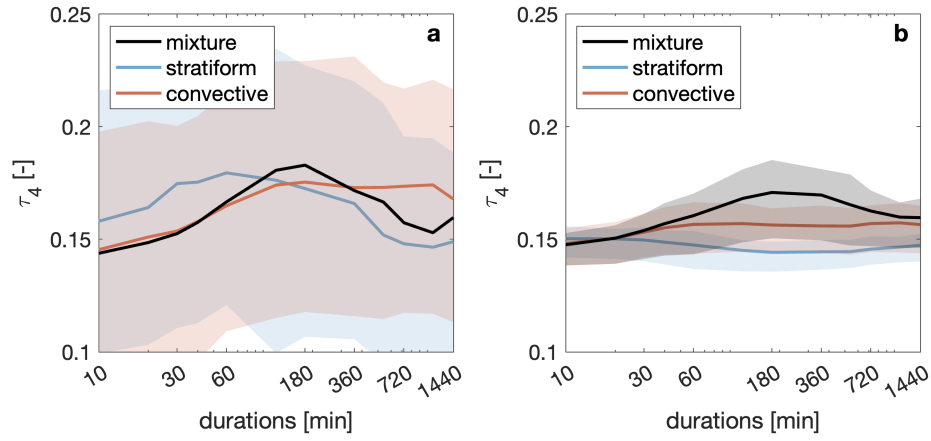 a
mixture
stratiform
convective
0.25
0.2
0.15
0.1
τ4 [-]
10
30
60
180
360
720
1440
durations [min]
b
mixture
stratiform
convective
0.25
0.2
0.15
0.1
τ4 [-]
10
30
60
180
360
720
1440
durations [min]